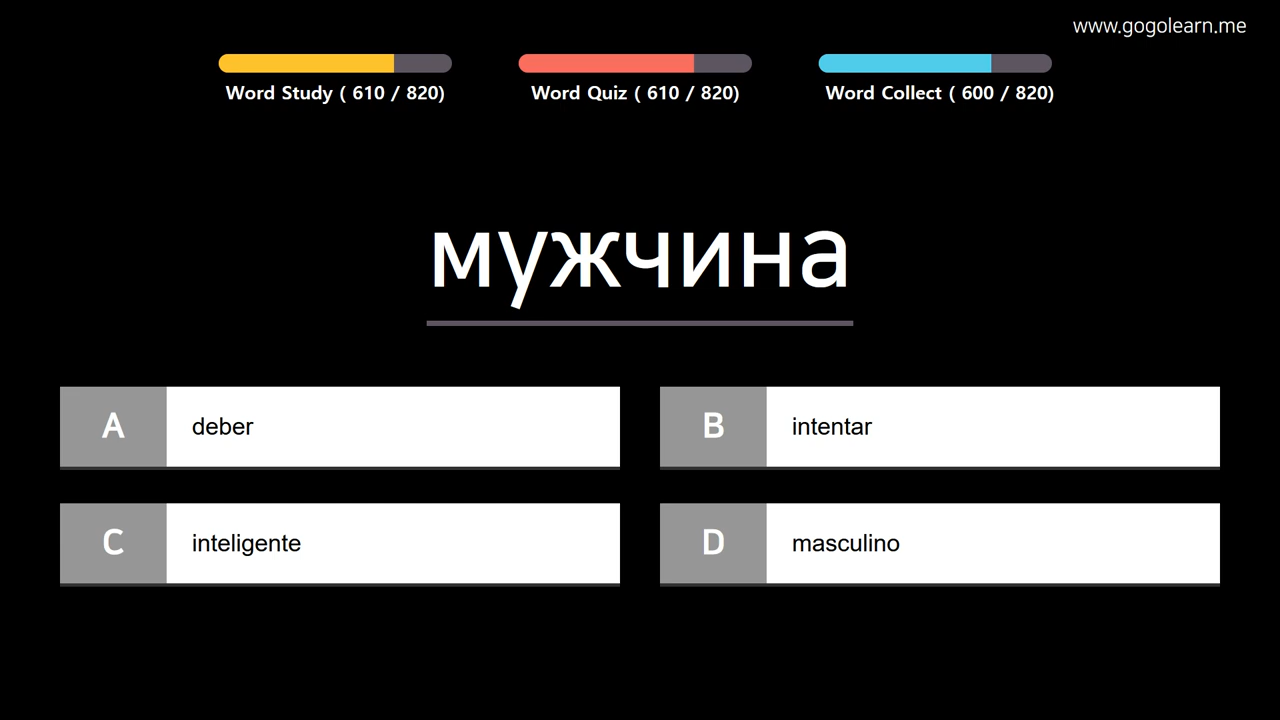 www.gogolearn.me
Word Study ( 610 / 820)
Word Quiz ( 610 / 820)
Word Collect ( 600 / 820)
мужчина
A deber
B intentar
C inteligente
D masculino